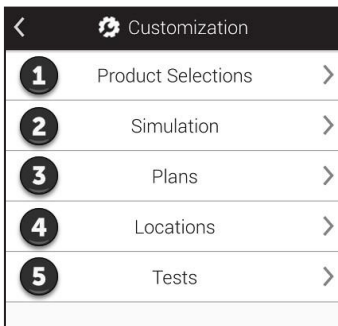 Customization
1 Product Selections
2 Simulation
3 Plans
4 Locations
5 Tests